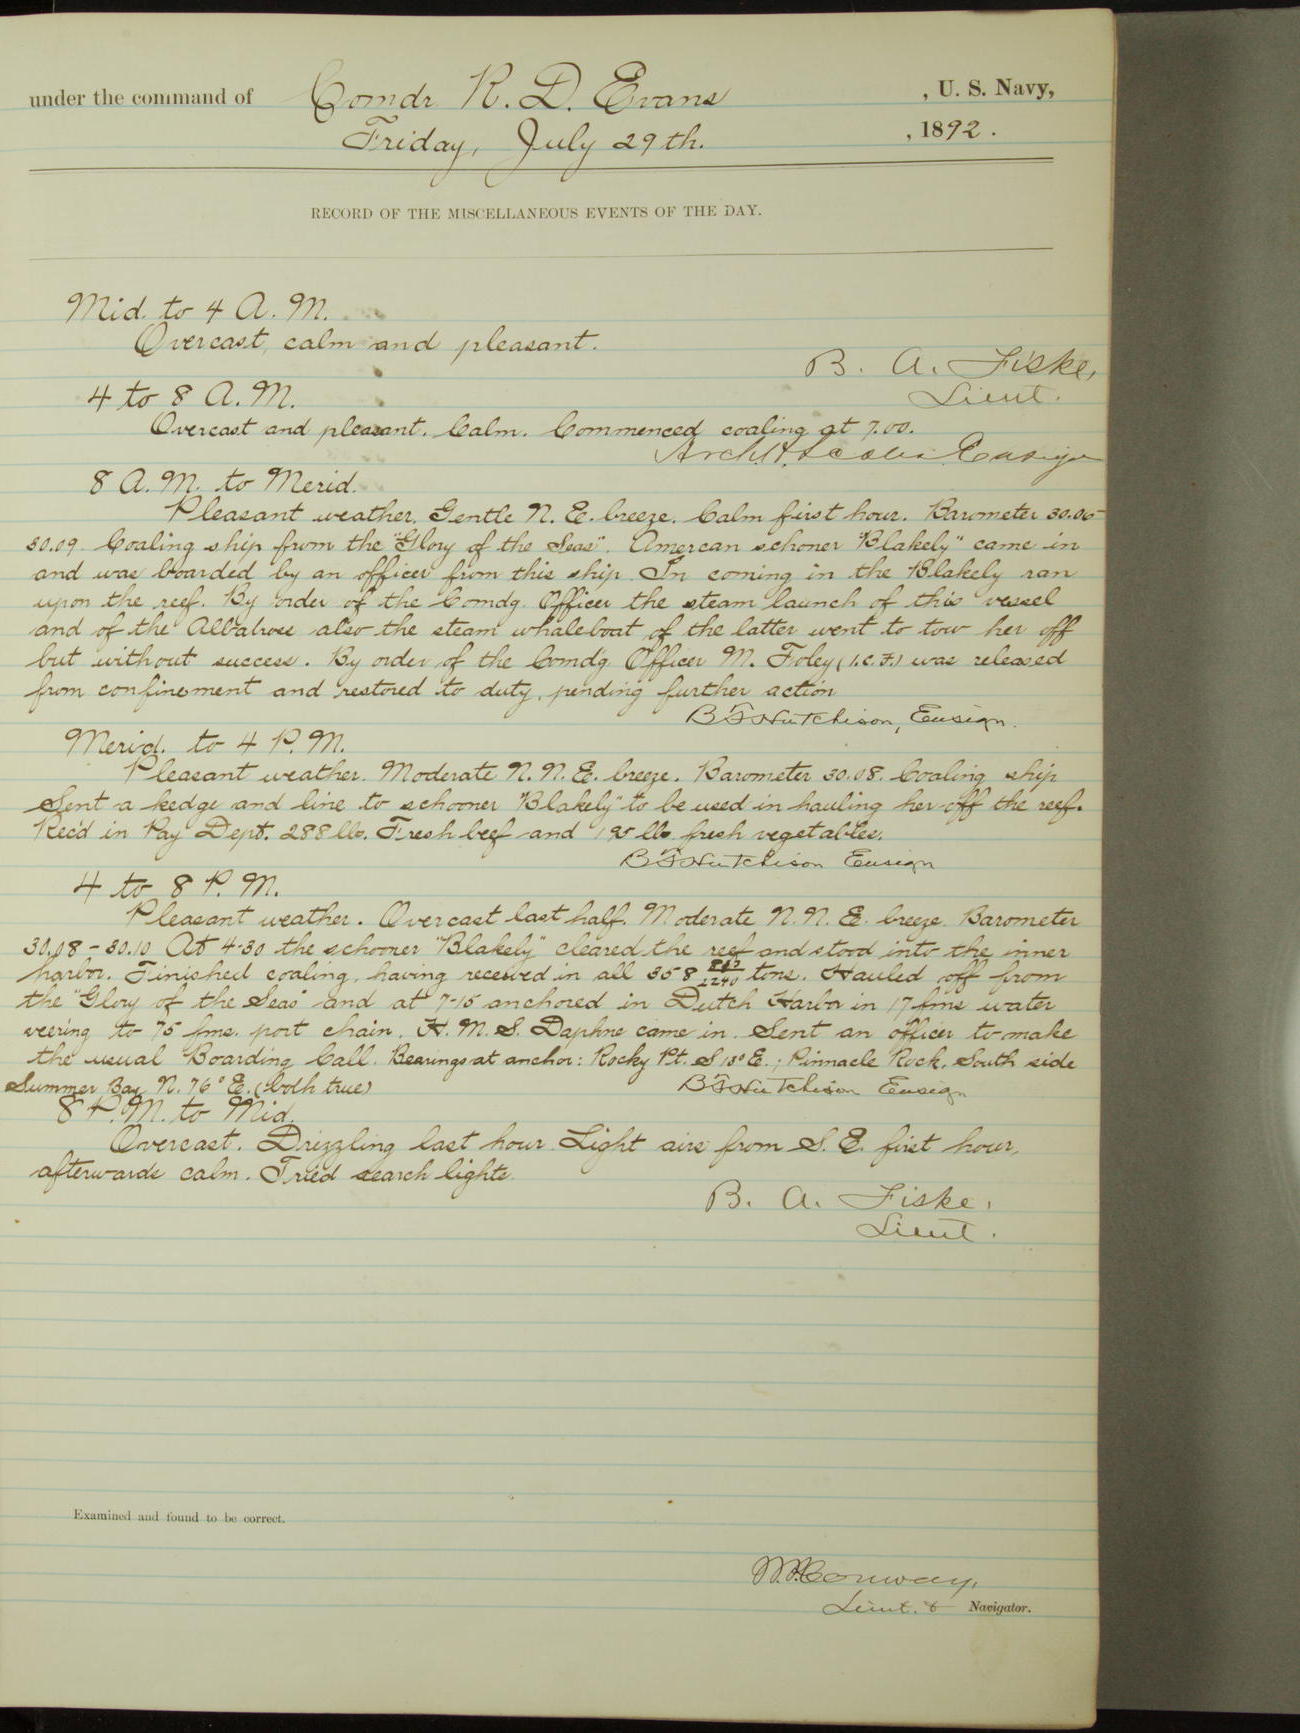 under the command of Comdr R. D. Evans , U. S. Navy,
Friday, July 29th. , 1892.
RECORD OF THE MISCELLANEOUS EVENTS OF THE DAY.
Mid. to 4 A. M.
Overcast, calm and pleasant.
B. A. Fiske,
Lieut.
4 to 8 A. M.
Overcast and pleasant. Calm. Commenced coaling at 7.00.
Arch. H. Scales Ensign
8 A. M. to Merid.
Pleasant weather. Gentle N. E. breeze. Calm first hour. Barometer 30.06-
30.09. Coaling ship from the "Glory of the Seas". Amercan schoner "Blakely" came in
and was boarded by an officer from this ship. In coming in the Blakely ran
upon the reef. By order of the Comdg. Officer the steam launch of this vessel
and of the Albatross also the steam whaleboat of the latter went to tow her off
but without success. By order of the Comd'g Officer M. Foley (1.C.F.) was released
from confinement and restored to duty, pending further action
B F Hutchison, Ensign.
Merid. to 4 P. M.
Pleasant weather. Moderate N. N. E. breeze. Barometer 30.08. Coaling ship
Sent a kedge and line to schooner "Blakely" to be used in hauling her off the reef.
Rec'd in Pay Dept. 288 lbs. Fresh beef and lbs fresh vegetables.
B F Hutchison Ensign
4 to 8 P. M.
Pleasant weather. Overcast last half. Moderate N. N. E. breeze. Barometer
30.08 - 30.10 At 4-30 the schooner "Blakely" cleared the reef and stood into the inner
harbor. Finished coaling, having received in all 358 /2240 tons. Hauled off from
the "Glory of the Seas" and at 7-15 anchored in Dutch Harbor in 17 fms water
veering to 75 fms. port chain. H. M. S. Daphne came in. Sent an officer to make
the usual Boarding Call. Bearings at anchor: Rocky Pt. S 13° E.; Pinnacle Rock, South side
Summer Bay N. 76° E. (both true) B F Hutchison Ensign
8 P. M. to Mid.
Overcast. Drizzling last hour. Light airs from S. E. first hour,
afterwards calm. Tried search lights.
B. A. Fiske,
Lieut.
Examined and found to be correct.
W. P. Conway,
Lieut. & Navigator.